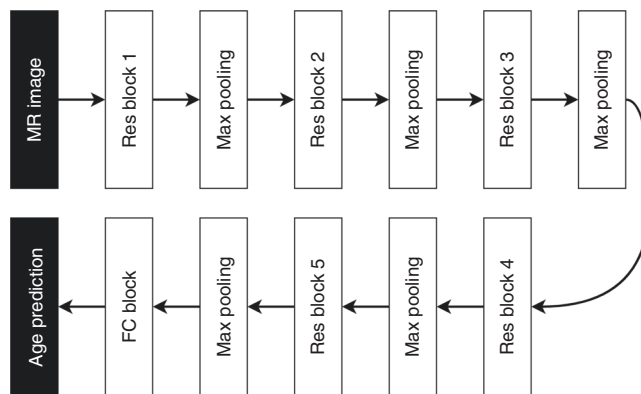 MR image
Res block 1
Max pooling
Res block 2
Max pooling
Res block 3
Max pooling
Res block 4
Max pooling
Res block 5
Max pooling
FC block
Age prediction